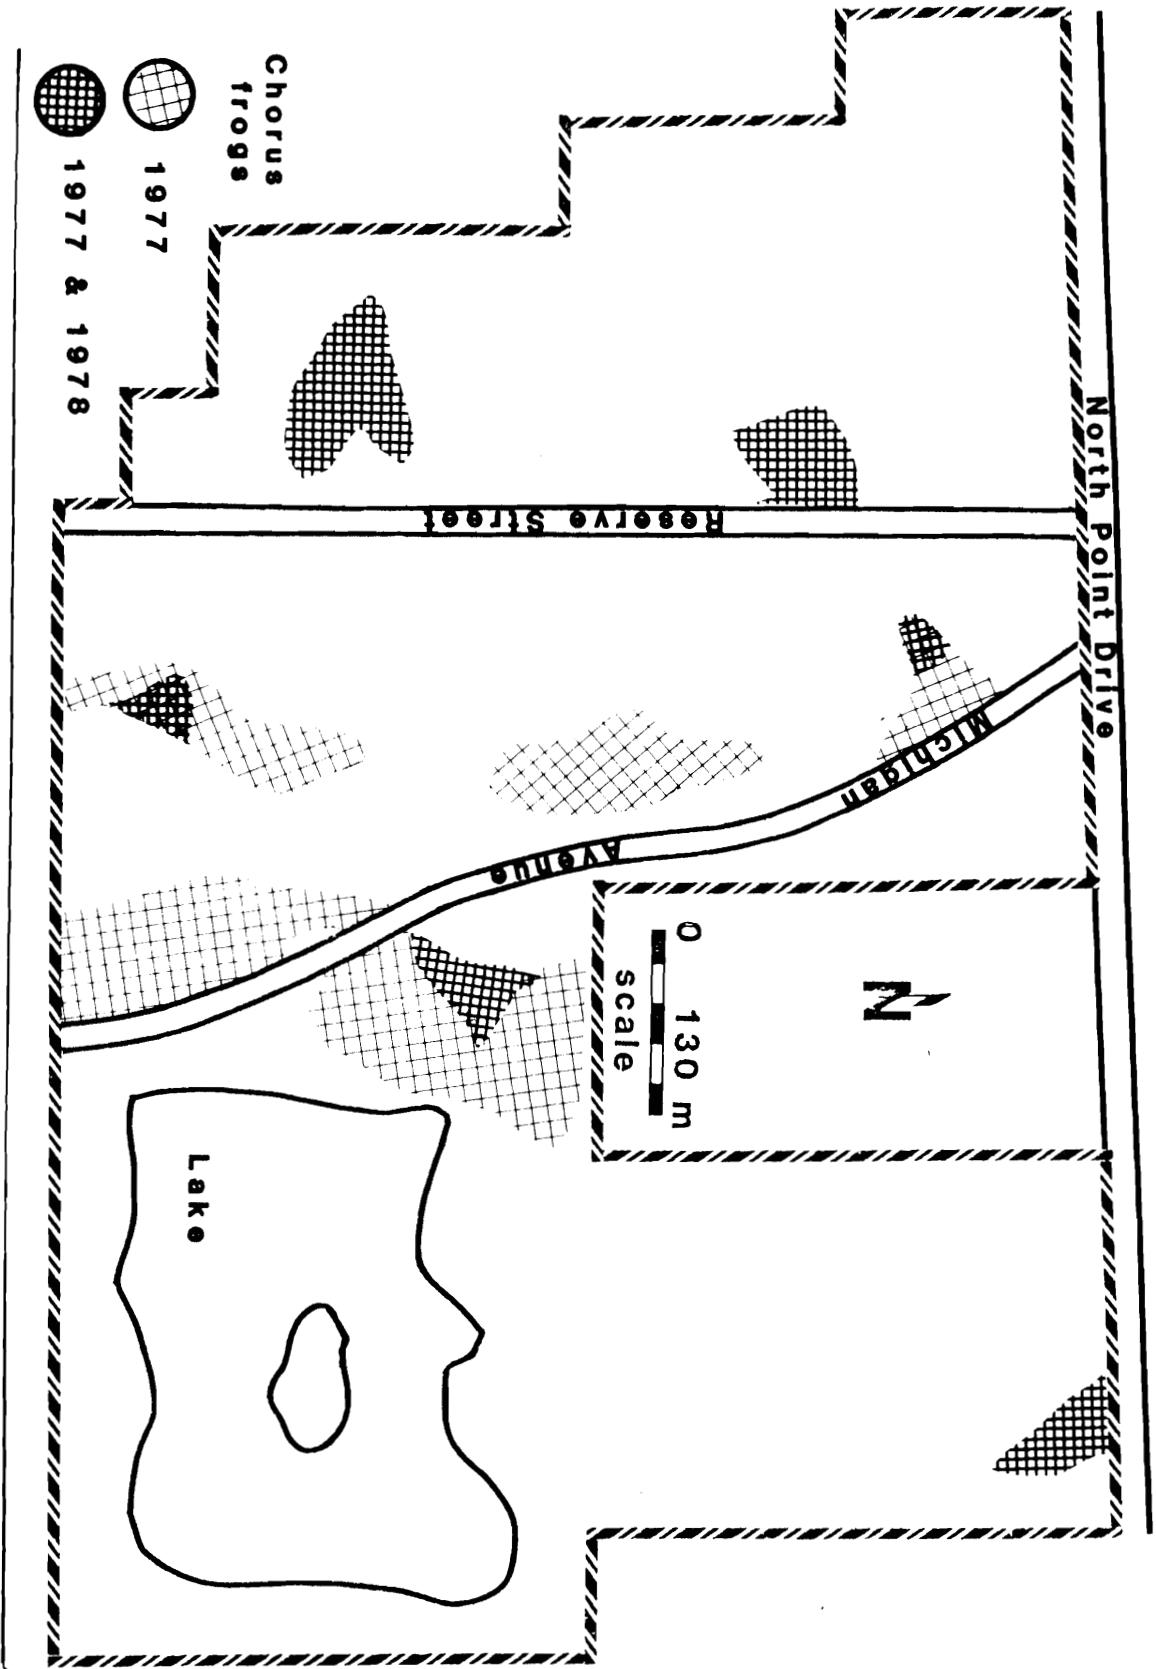 North Point Drive
Reserve Street
Michigan
Avenue
N
0 130 m
scale
Lake
Chorus
frogs
1977
1977 & 1978